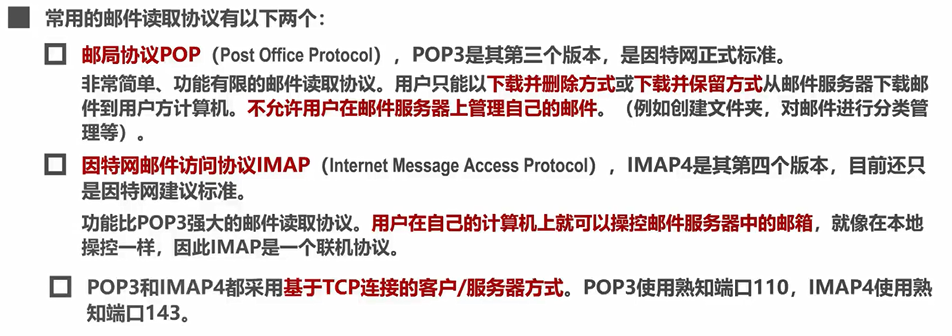 常用的邮件读取协议有以下两个：
邮局协议POP（Post Office Protocol），POP3是其第三个版本，是因特网正式标准。
非常简单、功能有限的邮件读取协议。用户只能以下载并删除方式或下载并保留方式从邮件服务器下载邮
件到用户方计算机。不允许用户在邮件服务器上管理自己的邮件。（例如创建文件夹，对邮件进行分类管
理等）。
因特网邮件访问协议IMAP（Internet Message Access Protocol），IMAP4是其第四个版本，目前还只
是因特网建议标准。
功能比POP3强大的邮件读取协议。用户在自己的计算机上就可以操控邮件服务器中的邮箱，就像在本地
操控一样，因此IMAP是一个联机协议。
POP3和IMAP4都采用基于TCP连接的客户/服务器方式。POP3使用熟知端口110，IMAP4使用熟
知端口143。